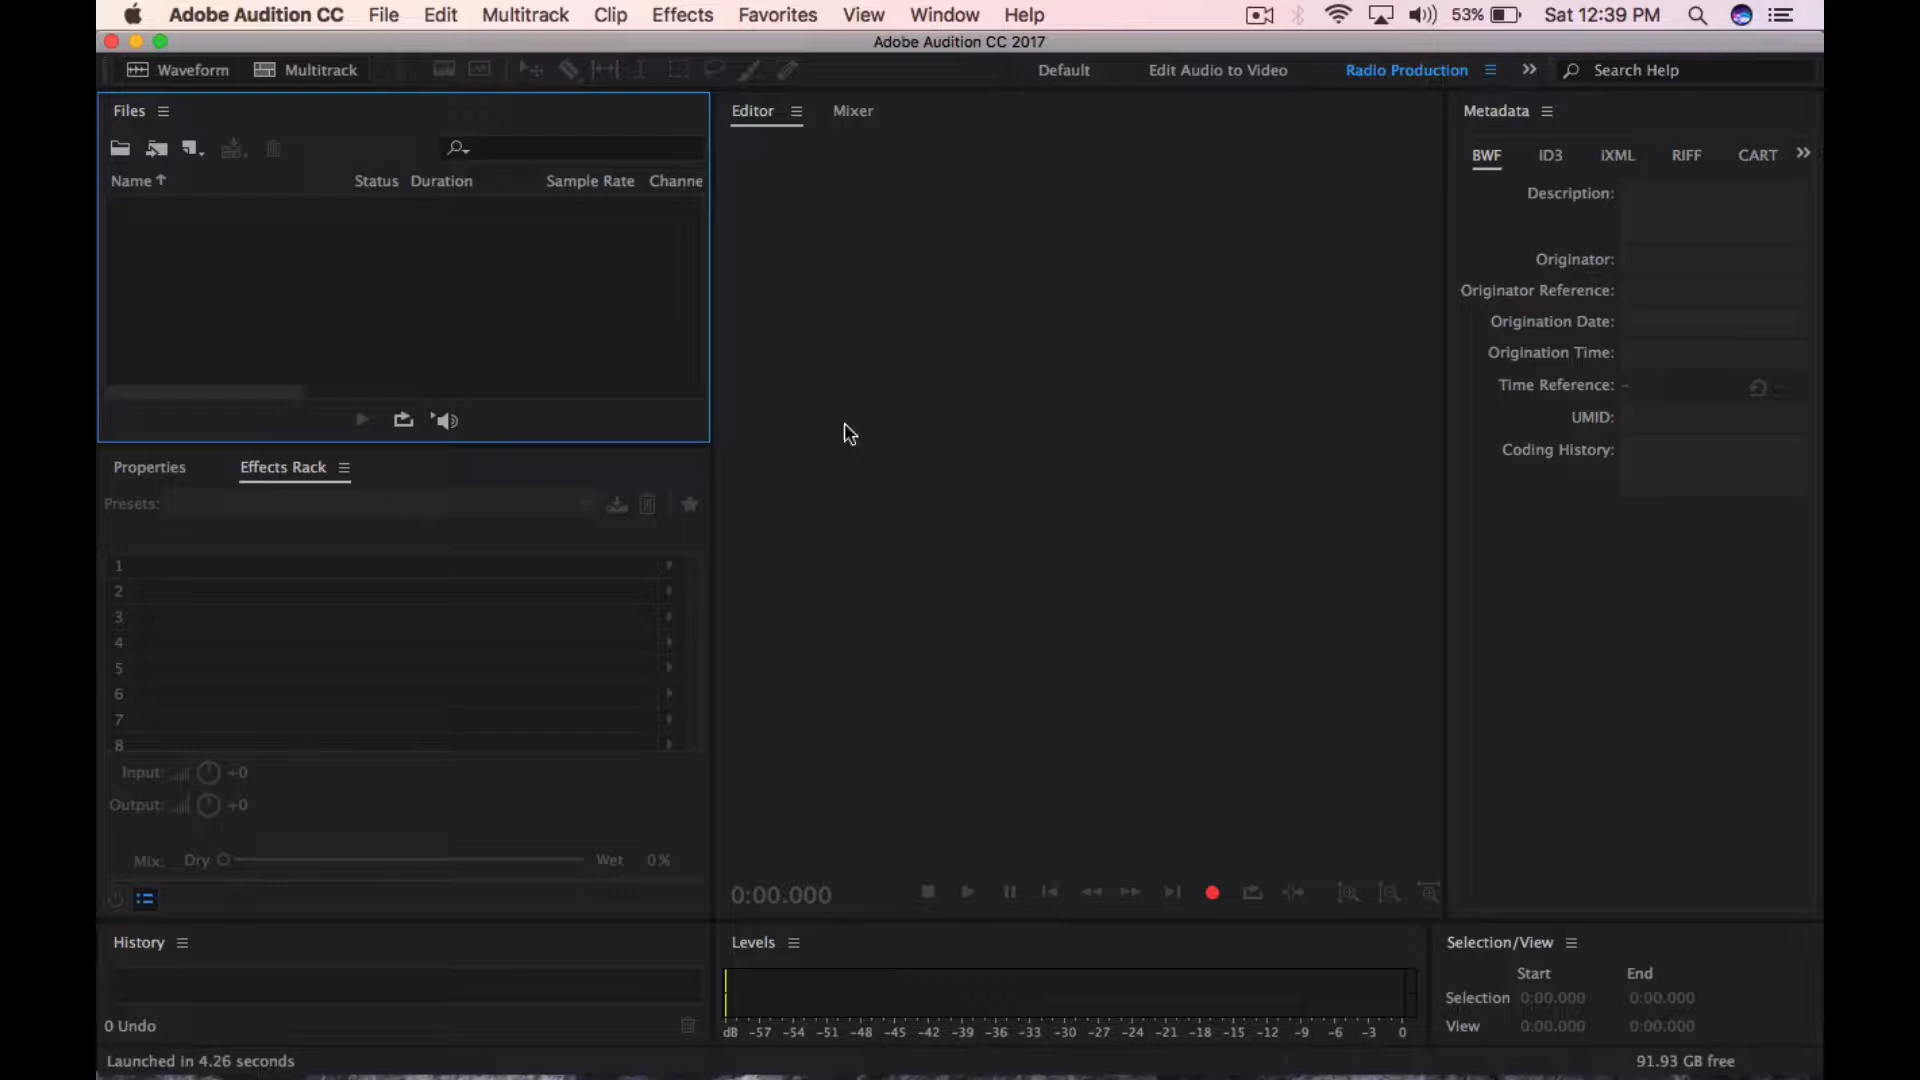 Adobe Audition CC File Edit Multitrack Clip Effects Favorites View Window Help 53% Sat 12:39 PM
Adobe Audition CC 2017
Waveform Multitrack Default Edit Audio to Video Radio Production Search Help
Files
Name Status Duration Sample Rate Channe
Properties Effects Rack
Presets:
1
2
3
4
5
6
7
8
Input: +0
Output: +0
Mix: Dry Wet 0 %
History
0 Undo
Launched in 4.26 seconds
Editor Mixer
0:00.000
Levels
dB -57 -54 -51 -48 -45 -42 -39 -36 -33 -30 -27 -24 -21 -18 -15 -12 -9 -6 -3 0
Metadata
BWF ID3 iXML RIFF CART
Description:
Originator:
Originator Reference:
Origination Date:
Origination Time:
Time Reference: -
UMID:
Coding History:
Selection/View
Start End
Selection 0:00.000 0:00.000
View 0:00.000 0:00.000
91.93 GB free